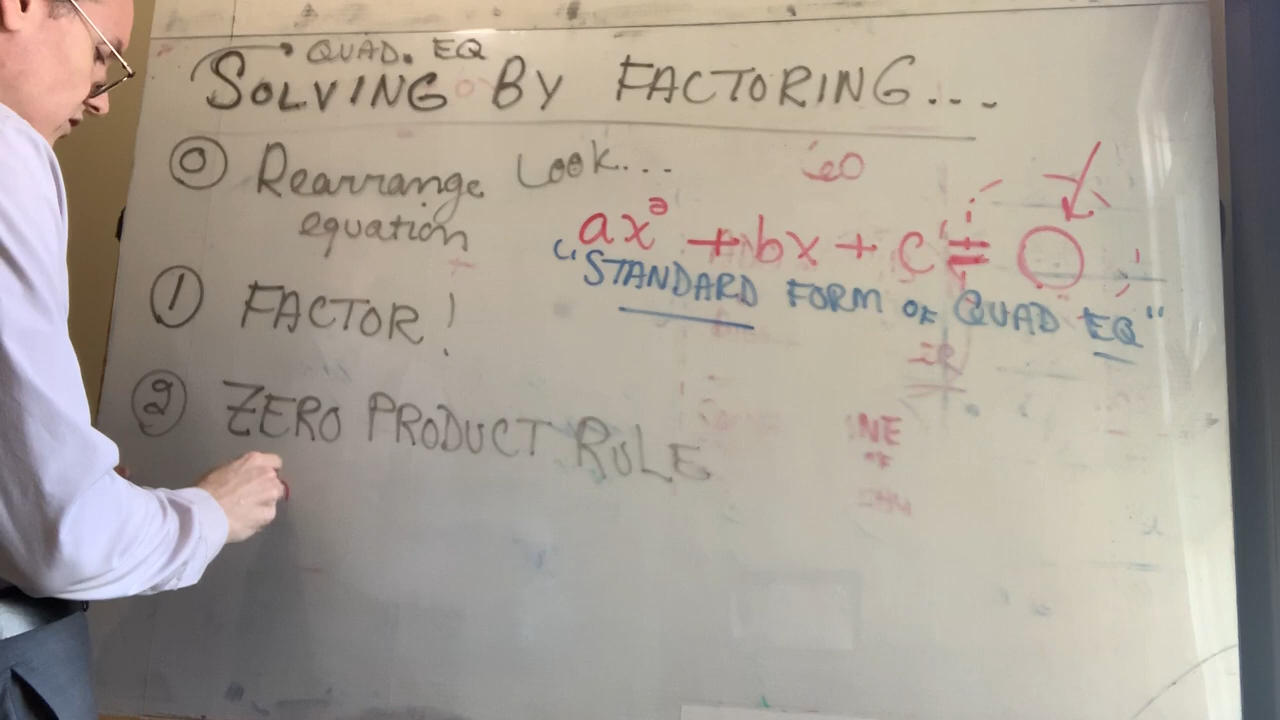 QUAD. EQ
SOLVING BY FACTORING...
⓪ Rearrange Look...
equation
ax² + bx + c = 0
"STANDARD FORM OF QUAD EQ"
① FACTOR!
② ZERO PRODUCT RULE